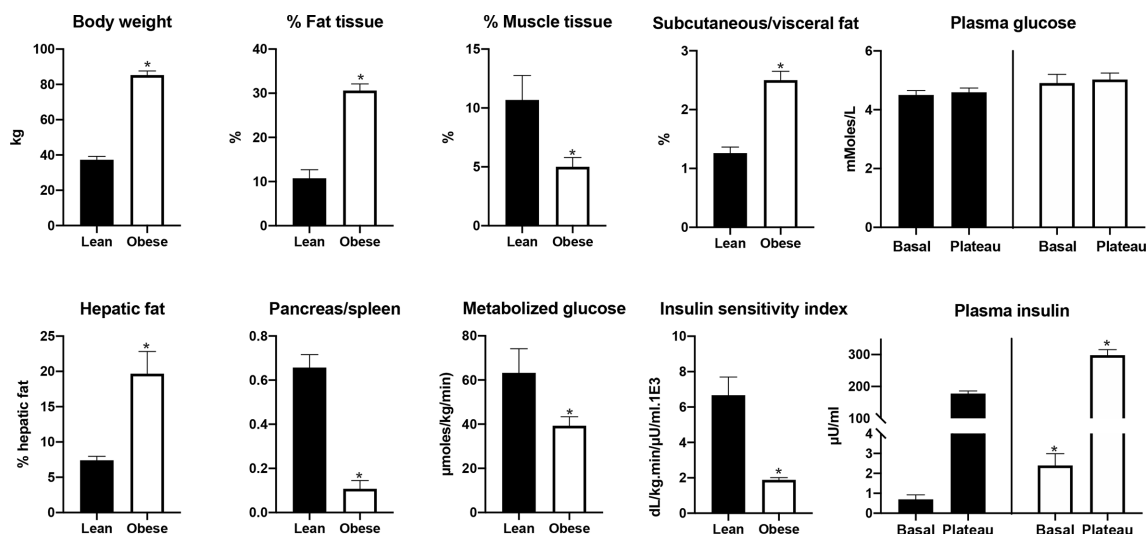 Body weight
kg
100
80
60
40
20
0
*
Lean Obese
% Fat tissue
%
40
30
20
10
0
*
Lean Obese
% Muscle tissue
%
15
10
5
0
*
Lean Obese
Subcutaneous/visceral fat
%
3
2
1
0
*
Lean Obese
Plasma glucose
mMoles/L
6
4
2
0
Basal Plateau Basal Plateau
Hepatic fat
% hepatic fat
25
20
15
10
5
0
*
Lean Obese
Pancreas/spleen
0.8
0.6
0.4
0.2
0.0
*
Lean Obese
Metabolized glucose
µmoles/kg/min)
80
60
40
20
0
*
Lean Obese
Insulin sensitivity index
dL/kg.min/µU/ml.1E3
8
6
4
2
0
*
Lean Obese
Plasma insulin
µU/ml
300
200
100
4
3
2
1
0
*
*
Basal Plateau Basal Plateau